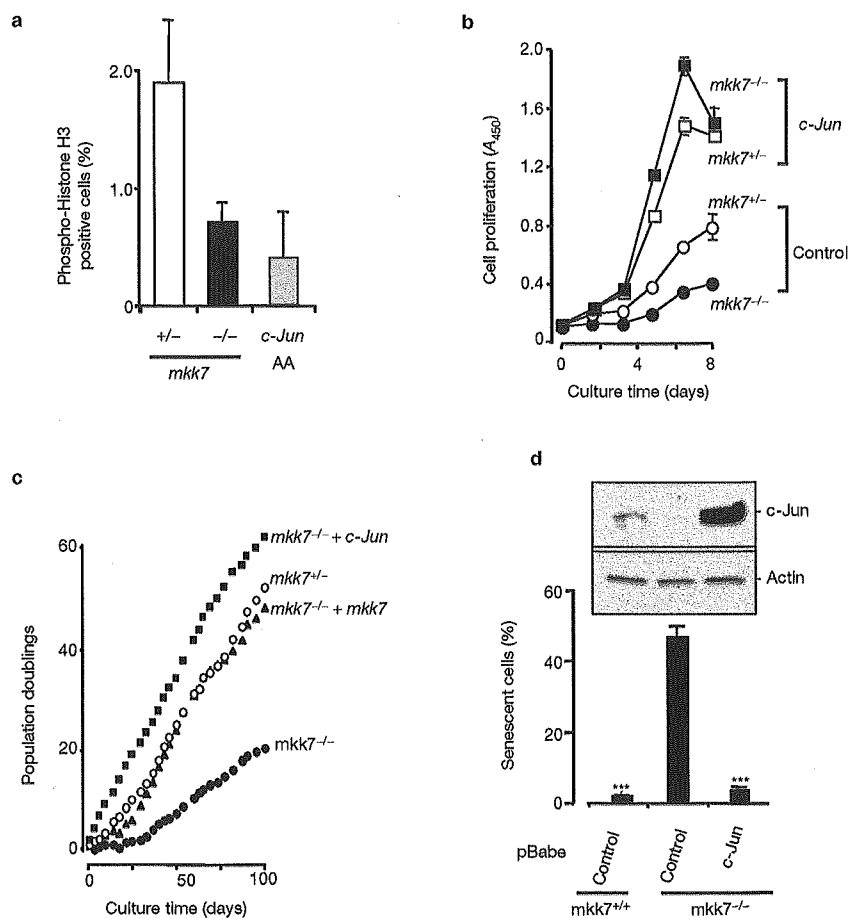 a
Phospho-Histone H3
positive cells (%)
2.0
1.0
0
+/–
–/–
c-Jun
AA
mkk7
b
Cell proliferation (A450)
2.0
1.6
1.2
0.8
0.4
0
0
4
8
Culture time (days)
mkk7–/–
mkk7+/–
c-Jun
mkk7+/–
mkk7–/–
Control
c
Population doublings
60
40
20
0
0
50
100
Culture time (days)
mkk7–/– + c-Jun
mkk7+/–
mkk7–/– + mkk7
mkk7–/–
d
c-Jun
Actin
Senescent cells (%)
60
40
20
0
***
***
pBabe
Control
Control
c-Jun
mkk7+/+
mkk7–/–